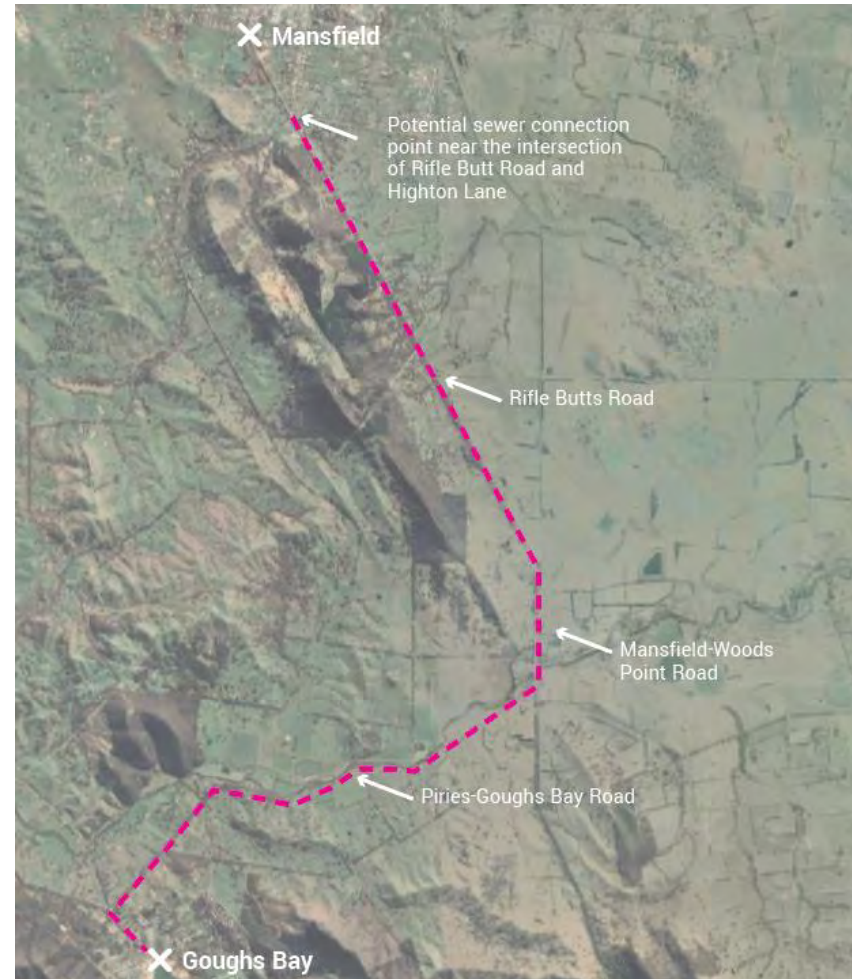 Mansfield
Potential sewer connection
point near the intersection
of Rifle Butt Road and
Highton Lane
Rifle Butts Road
Mansfield-Woods
Point Road
Piries-Goughs Bay Road
Goughs Bay